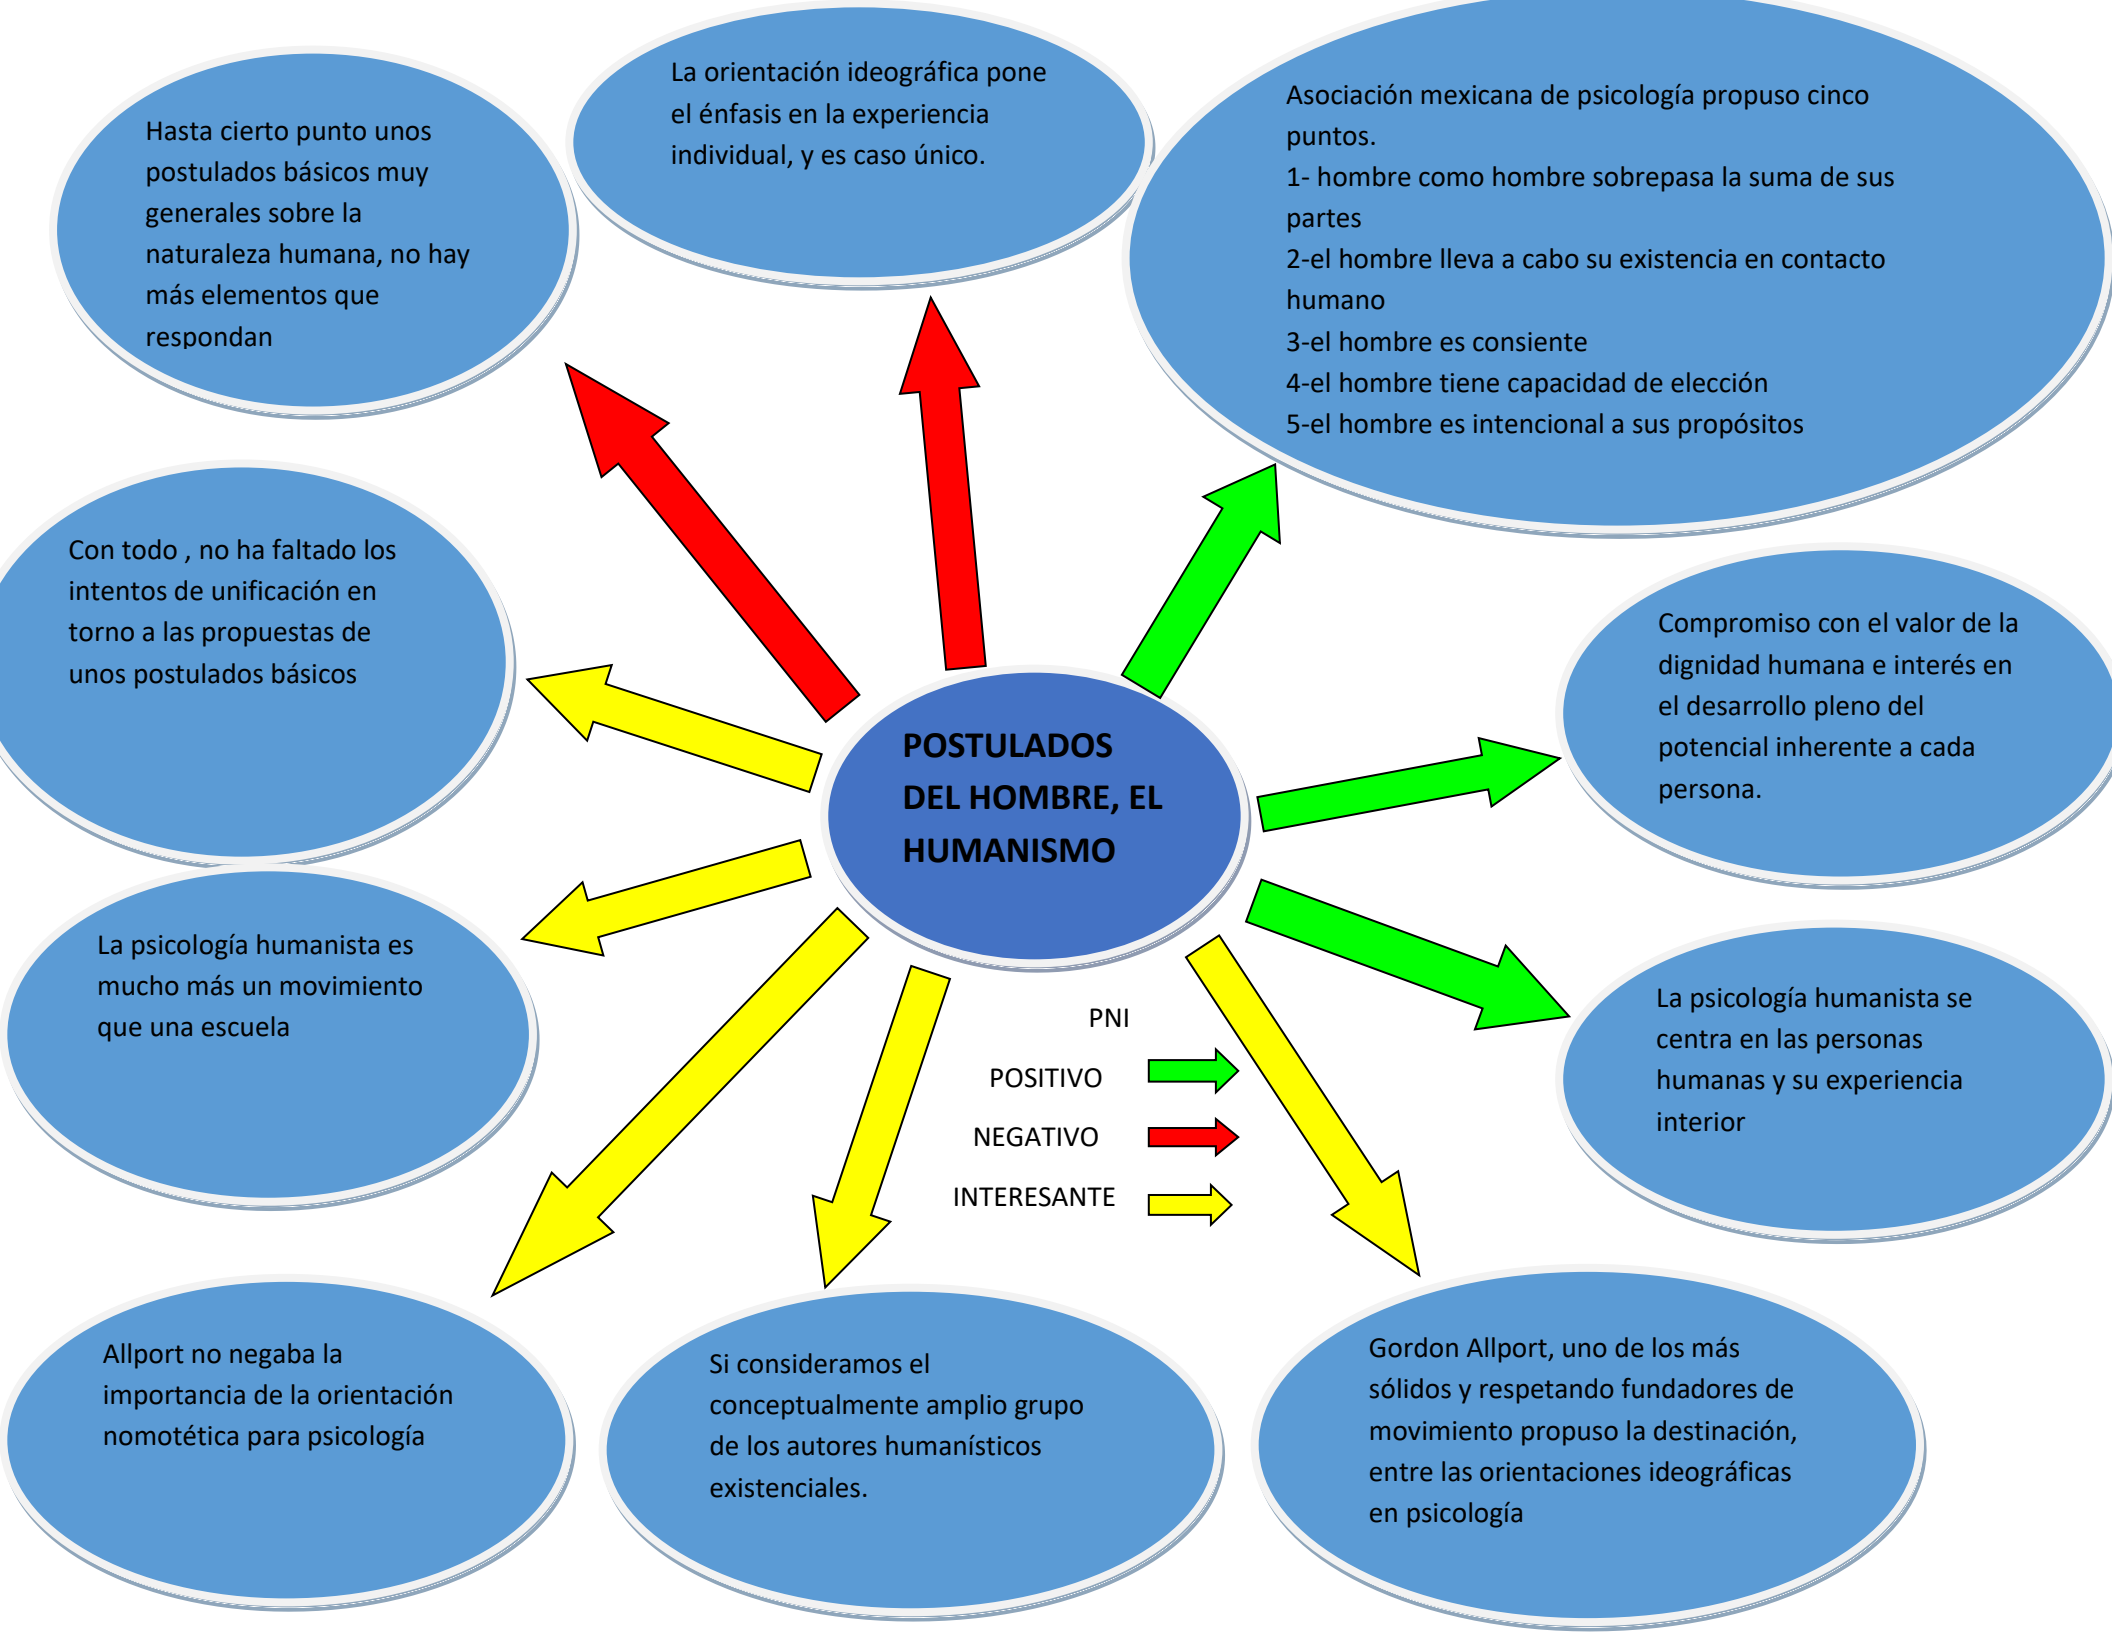 Hasta cierto punto unos
postulados básicos muy
generales sobre la
naturaleza humana, no hay
más elementos que
respondan
La orientación ideográfica pone
el énfasis en la experiencia
individual, y es caso único.
Asociación mexicana de psicología propuso cinco
puntos.
1- hombre como hombre sobrepasa la suma de sus
partes
2-el hombre lleva a cabo su existencia en contacto
humano
3-el hombre es consiente
4-el hombre tiene capacidad de elección
5-el hombre es intencional a sus propósitos
Con todo , no ha faltado los
intentos de unificación en
torno a las propuestas de
unos postulados básicos
Compromiso con el valor de la
dignidad humana e interés en
el desarrollo pleno del
potencial inherente a cada
persona.
POSTULADOS
DEL HOMBRE, EL
HUMANISMO
La psicología humanista es
mucho más un movimiento
que una escuela
La psicología humanista se
centra en las personas
humanas y su experiencia
interior
PNI
POSITIVO
NEGATIVO
INTERESANTE
Allport no negaba la
importancia de la orientación
nomotética para psicología
Si consideramos el
conceptualmente amplio grupo
de los autores humanísticos
existenciales.
Gordon Allport, uno de los más
sólidos y respetando fundadores de
movimiento propuso la destinación,
entre las orientaciones ideográficas
en psicología